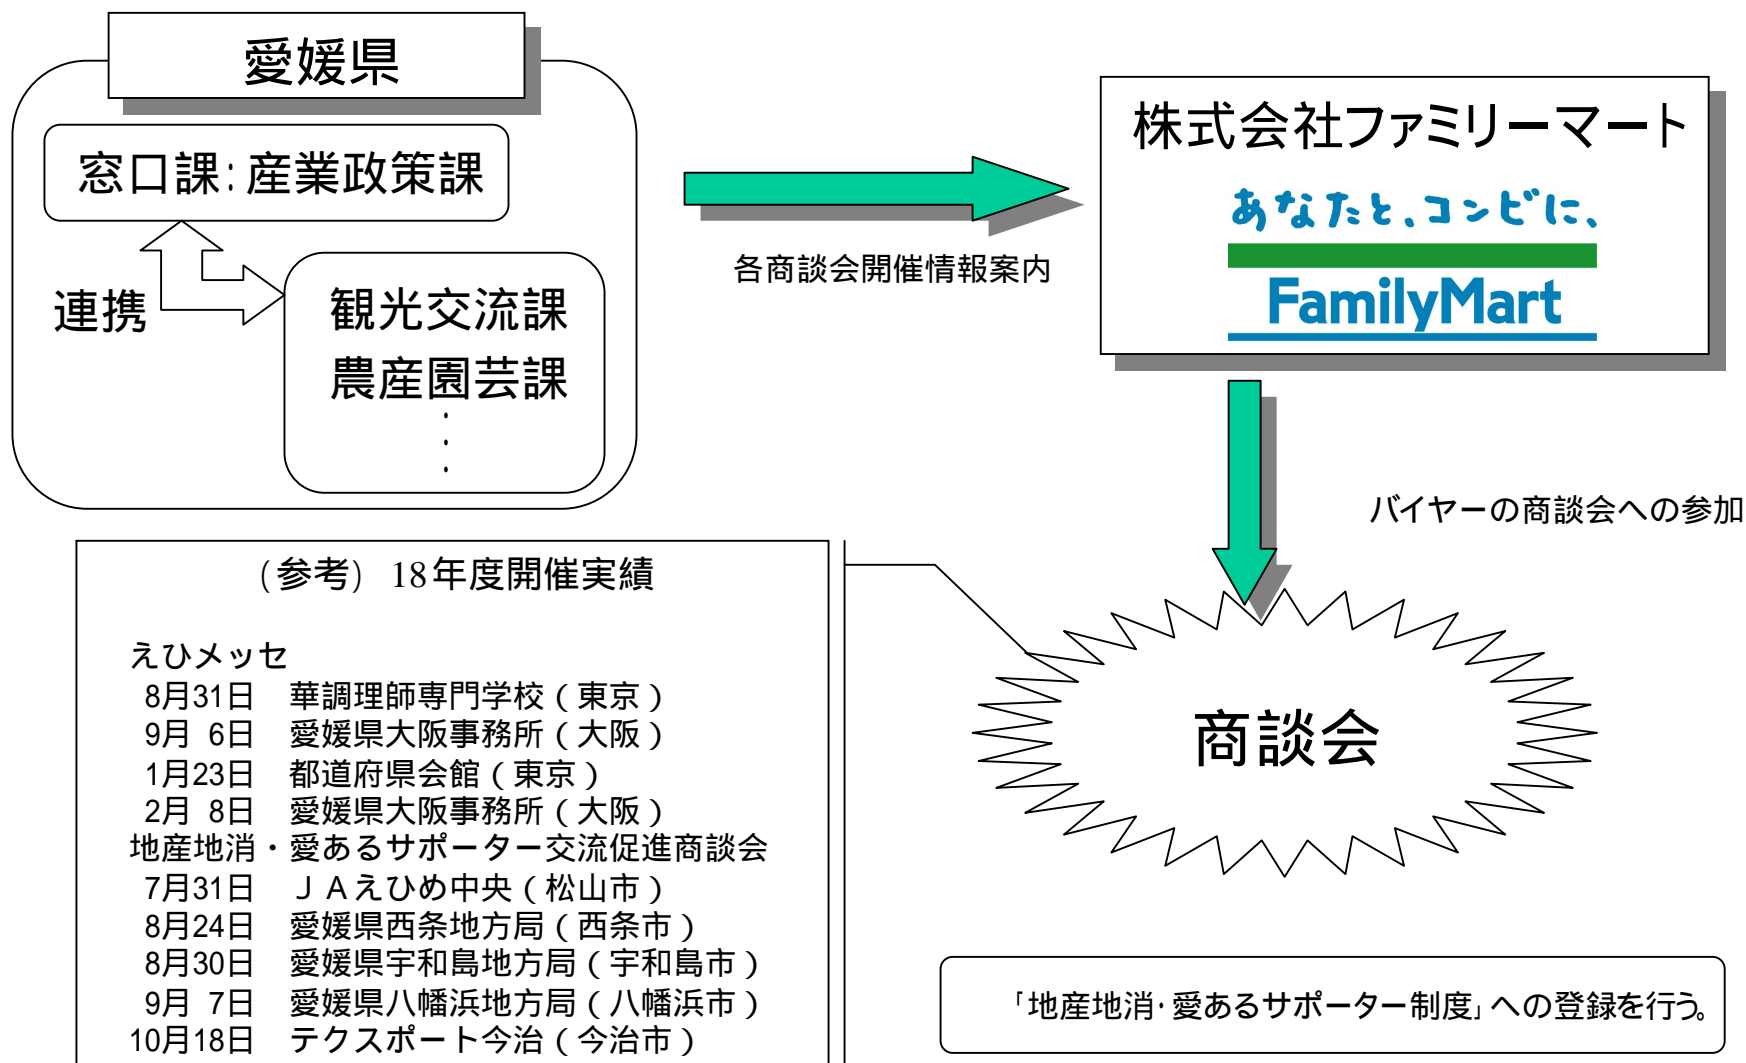 愛媛県
窓口課:産業政策課
連携
観光交流課
農産園芸課
・
・
・
各商談会開催情報案内
株式会社ファミリーマート
あなたと、コンビに、
FamilyMart
バイヤーの商談会への参加
商談会
(参考) 18年度開催実績
えひメッセ
8月31日 華調理師専門学校(東京)
9月 6日 愛媛県大阪事務所(大阪)
1月23日 都道府県会館(東京)
2月 8日 愛媛県大阪事務所(大阪)
地産地消・愛あるサポーター交流促進商談会
7月31日 JAえひめ中央(松山市)
8月24日 愛媛県西条地方局(西条市)
8月30日 愛媛県宇和島地方局(宇和島市)
9月 7日 愛媛県八幡浜地方局(八幡浜市)
10月18日 テクスポート今治(今治市)
「地産地消・愛あるサポーター制度」への登録を行う。